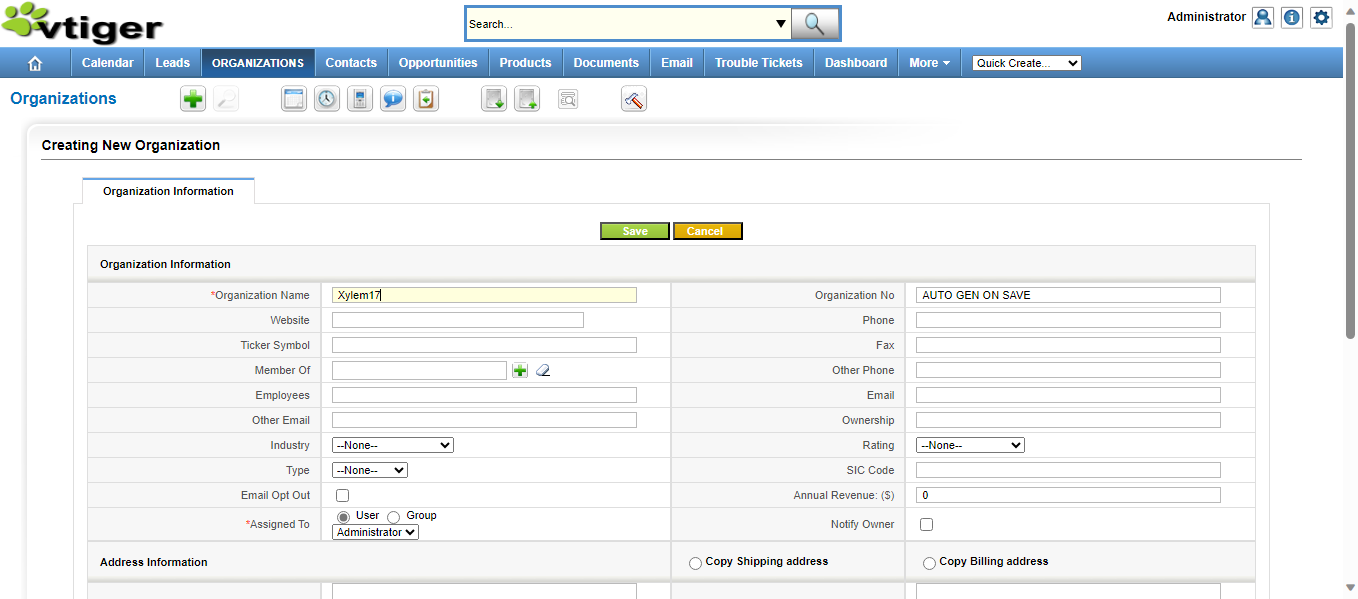 vtiger
Search...
Administrator
Calendar Leads ORGANIZATIONS Contacts Opportunities Products Documents Email Trouble Tickets Dashboard More Quick Create...
Organizations
Creating New Organization
Organization Information
Save Cancel
Organization Information
*Organization Name Xylem17 Organization No AUTO GEN ON SAVE
Website Phone
Ticker Symbol Fax
Member Of Other Phone
Employees Email
Other Email Ownership
Industry --None-- Rating --None--
Type --None-- SIC Code
Email Opt Out Annual Revenue: ($) 0
*Assigned To User Group Notify Owner
Administrator
Address Information Copy Shipping address Copy Billing address